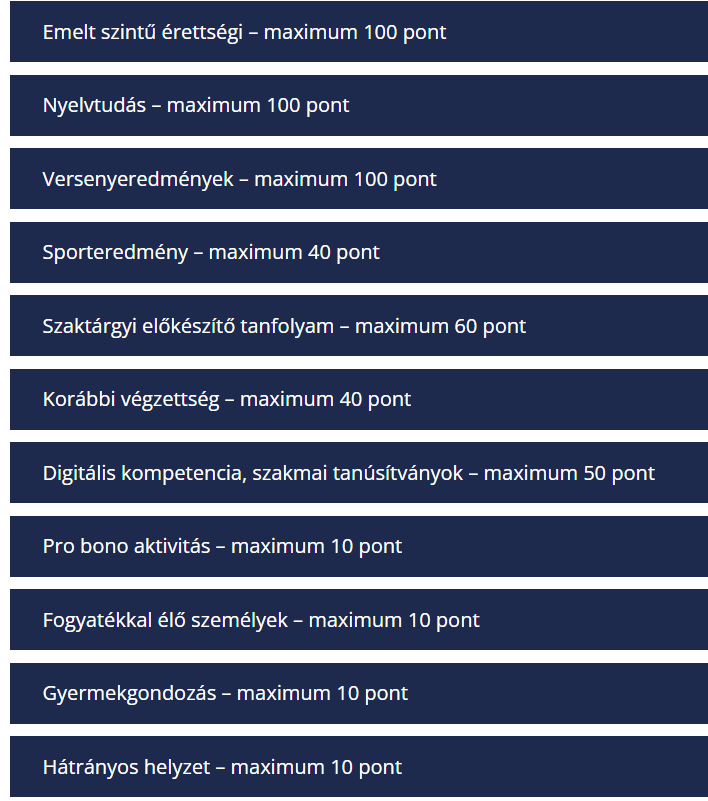 Emelt szintű érettségi – maximum 100 pont
Nyelvtudás – maximum 100 pont
Versenyeredmények – maximum 100 pont
Sporteredmény – maximum 40 pont
Szaktárgyi előkészítő tanfolyam – maximum 60 pont
Korábbi végzettség – maximum 40 pont
Digitális kompetencia, szakmai tanúsítványok – maximum 50 pont
Pro bono aktivitás – maximum 10 pont
Fogyatékkal élő személyek – maximum 10 pont
Gyermekgondozás – maximum 10 pont
Hátrányos helyzet – maximum 10 pont